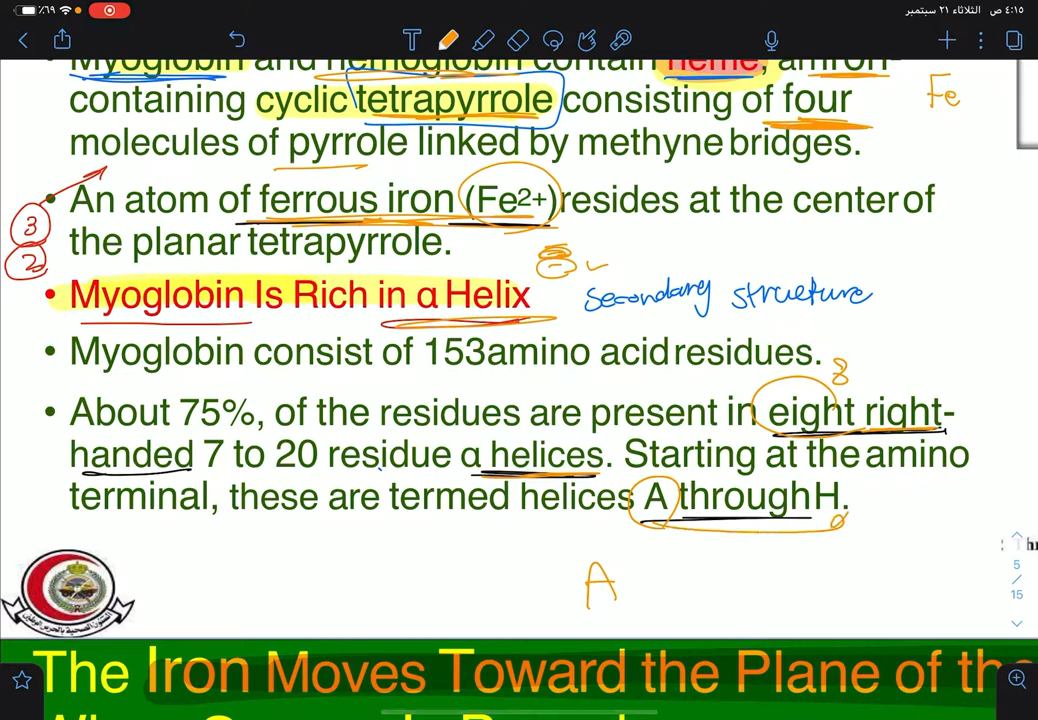 ٤:١٥ ص الثلاثاء ٢١ سبتمبر
٪٦٩
Myoglobin and hemoglobin contain heme, an iron-
containing cyclic tetrapyrrole consisting of four
Fe
molecules of pyrrole linked by methyne bridges.
• An atom of ferrous iron (Fe2+)resides at the center of
3
the planar tetrapyrrole.
2
• Myoglobin Is Rich in α Helix
secondary structure
• Myoglobin consist of 153amino acid residues.
8
• About 75%, of the residues are present in eight right-
handed 7 to 20 residue α helices. Starting at the amino
terminal, these are termed helices A through H.
A
5
/
15
The Iron Moves Toward the Plane of the